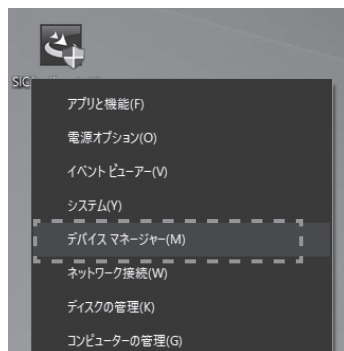 SIC
アプリと機能(F)
電源オプション(O)
イベント ビューアー(V)
システム(Y)
デバイス マネージャー(M)
ネットワーク接続(W)
ディスクの管理(K)
コンピューターの管理(G)